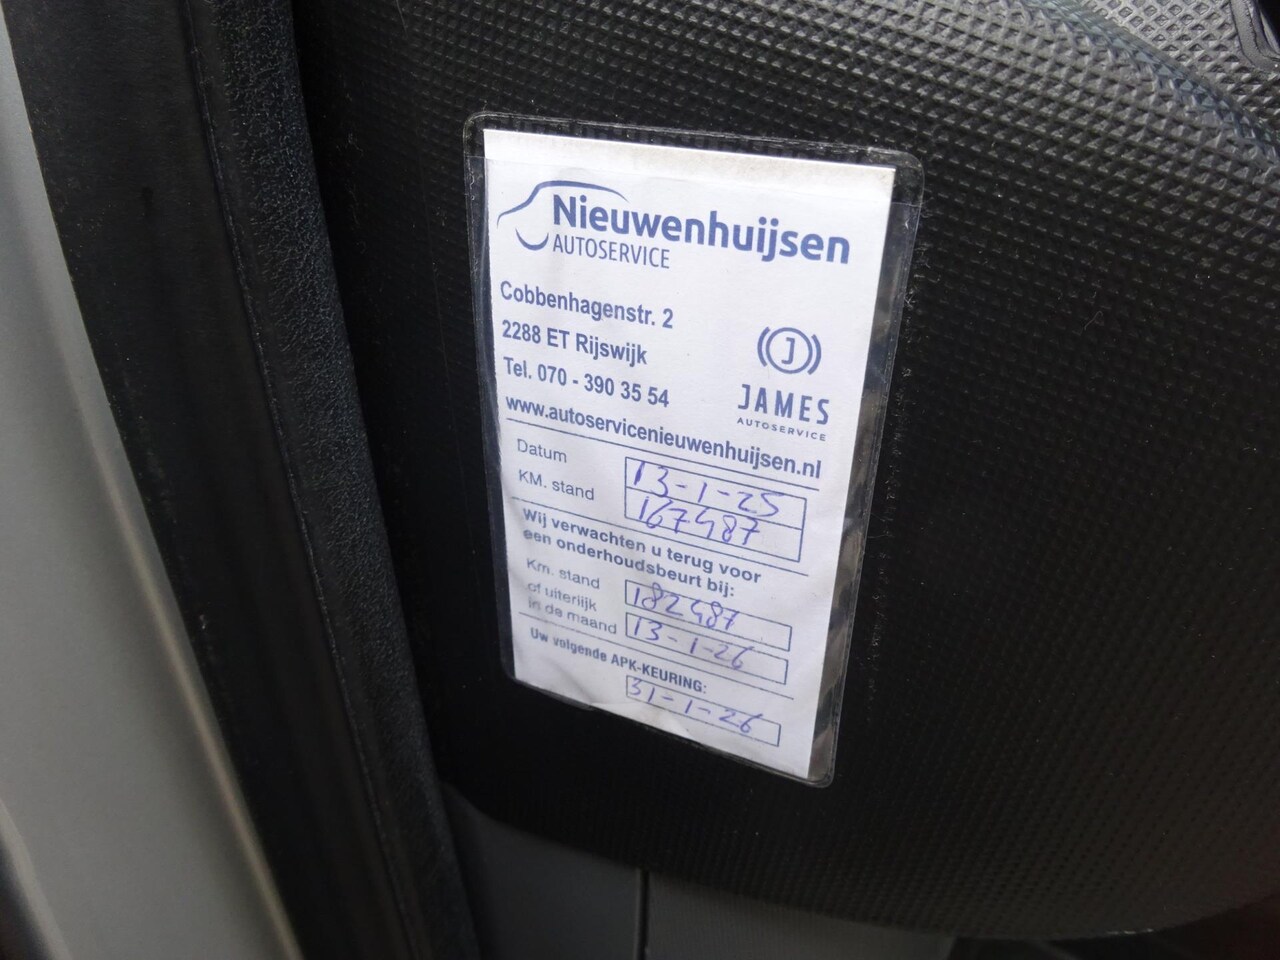 Nieuwenhuijsen
AUTOSERVICE
Cobbenhagenstr. 2
2288 ET Rijswijk
Tel. 070 - 390 35 54
www.autoservicenieuwenhuijsen.nl
J
JAMES
AUTOSERVICE
Datum 13-1-25
KM. stand 167487
Wij verwachten u terug voor
een onderhoudsbeurt bij:
Km. stand 182487
of uiterlijk
in de maand 13-1-26
Uw volgende APK-KEURING:
31-1-26